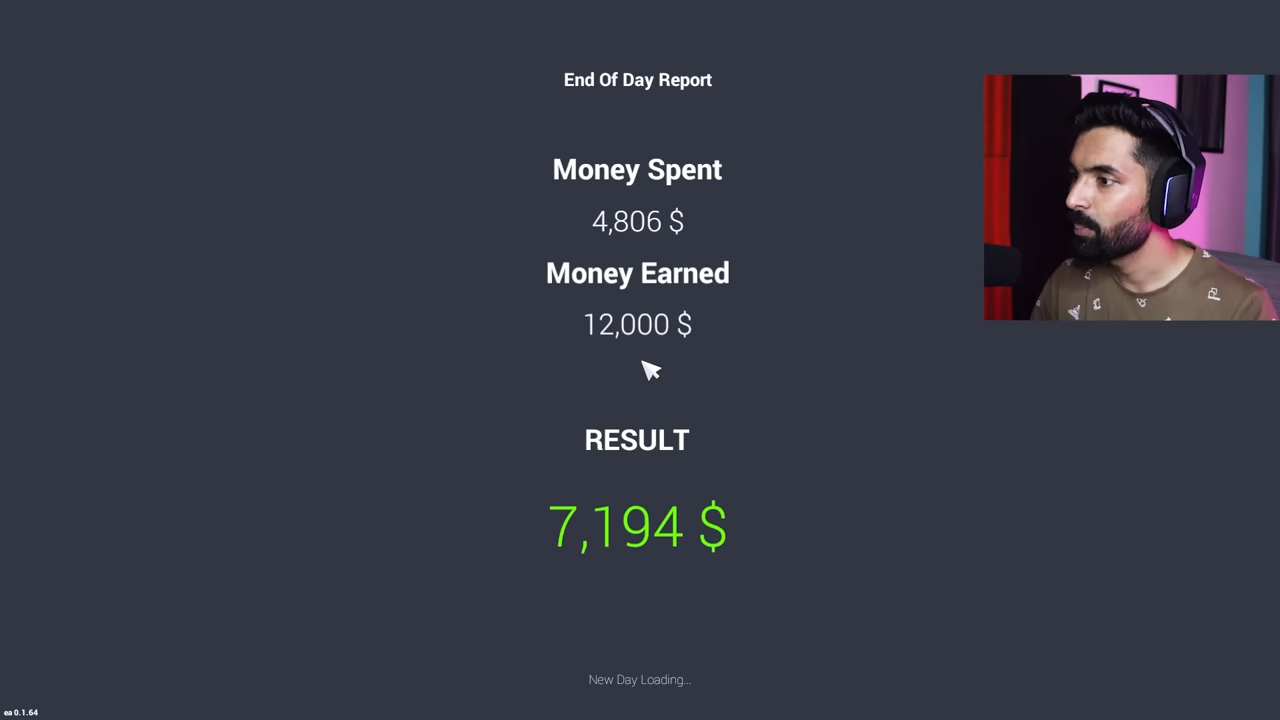 End Of Day Report
Money Spent
4,806 $
Money Earned
12,000 $
RESULT
7,194 $
New Day Loading...
ea 0.1.64